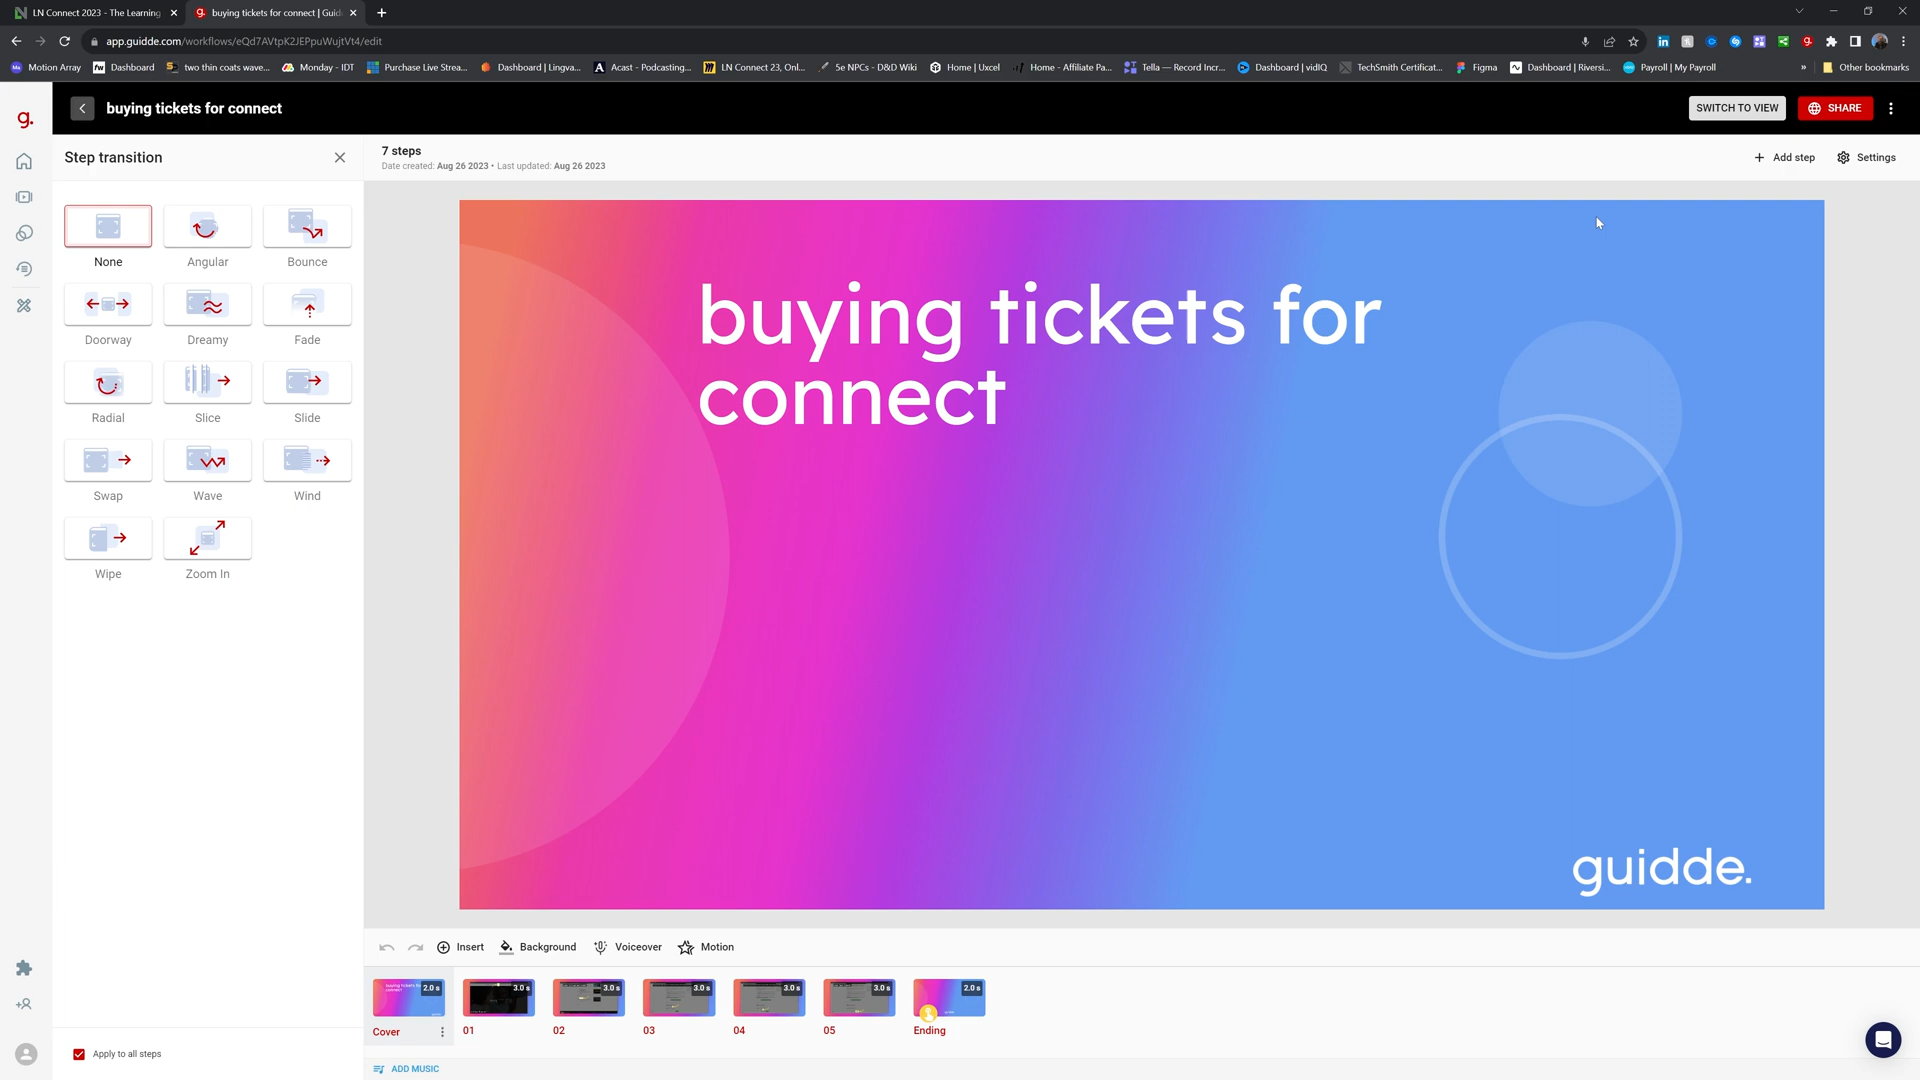 LN Connect 2023 - The Learning
buying tickets for connect | Guid
app.guidde.com/workflows/eQd7AVtpK2JEPpuWujtVt4/edit
Motion Array
Dashboard
two thin coats wave...
Monday - IDT
Purchase Live Strea...
Dashboard | Lingva...
Acast - Podcasting...
LN Connect 23, Onl...
5e NPCs - D&D Wiki
Home | Uxcel
Home - Affiliate Pa...
Tella — Record Incr...
Dashboard | vidIQ
TechSmith Certificat...
Figma
Dashboard | Riversi...
Payroll | My Payroll
»
Other bookmarks
g.
buying tickets for connect
SWITCH TO VIEW
SHARE
Step transition
7 steps
Date created: Aug 26 2023 • Last updated: Aug 26 2023
Add step
Settings
None
Angular
Bounce
Doorway
Dreamy
Fade
Radial
Slice
Slide
Swap
Wave
Wind
Wipe
Zoom In
buying tickets for
connect
guidde.
Insert
Background
Voiceover
Motion
2.0 s
3.0 s
3.0 s
3.0 s
3.0 s
3.0 s
2.0 s
Cover
01
02
03
04
05
Ending
Apply to all steps
ADD MUSIC